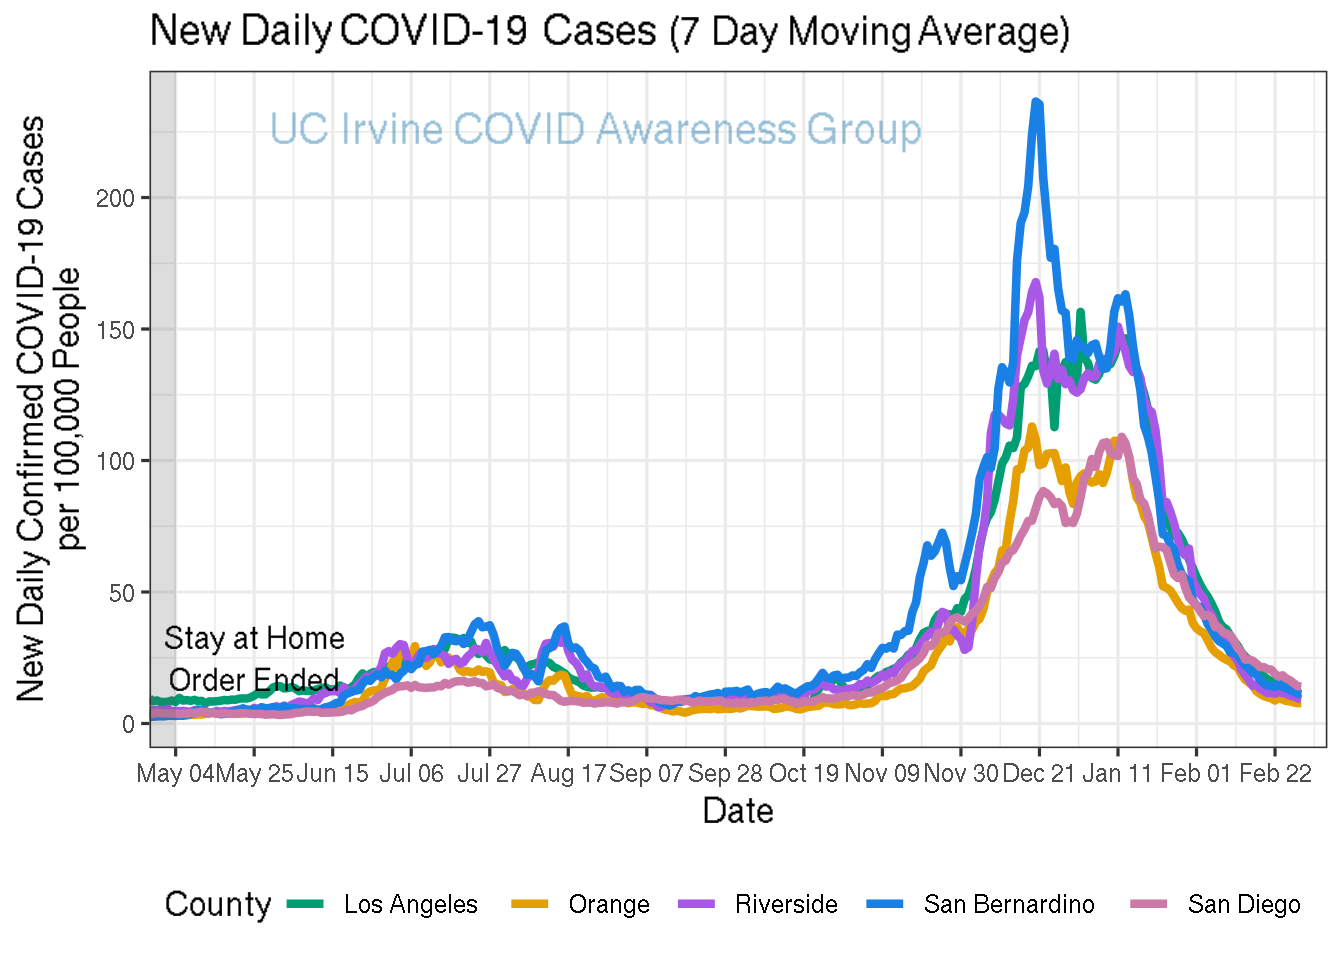 New Daily COVID-19 Cases (7 Day Moving Average)
UC Irvine COVID Awareness Group
New Daily Confirmed COVID-19 Cases
per 100,000 People
200
150
100
50
0
Stay at Home
Order Ended
May 04 May 25 Jun 15 Jul 06 Jul 27 Aug 17 Sep 07 Sep 28 Oct 19 Nov 09 Nov 30 Dec 21 Jan 11 Feb 01 Feb 22
Date
County Los Angeles Orange Riverside San Bernardino San Diego